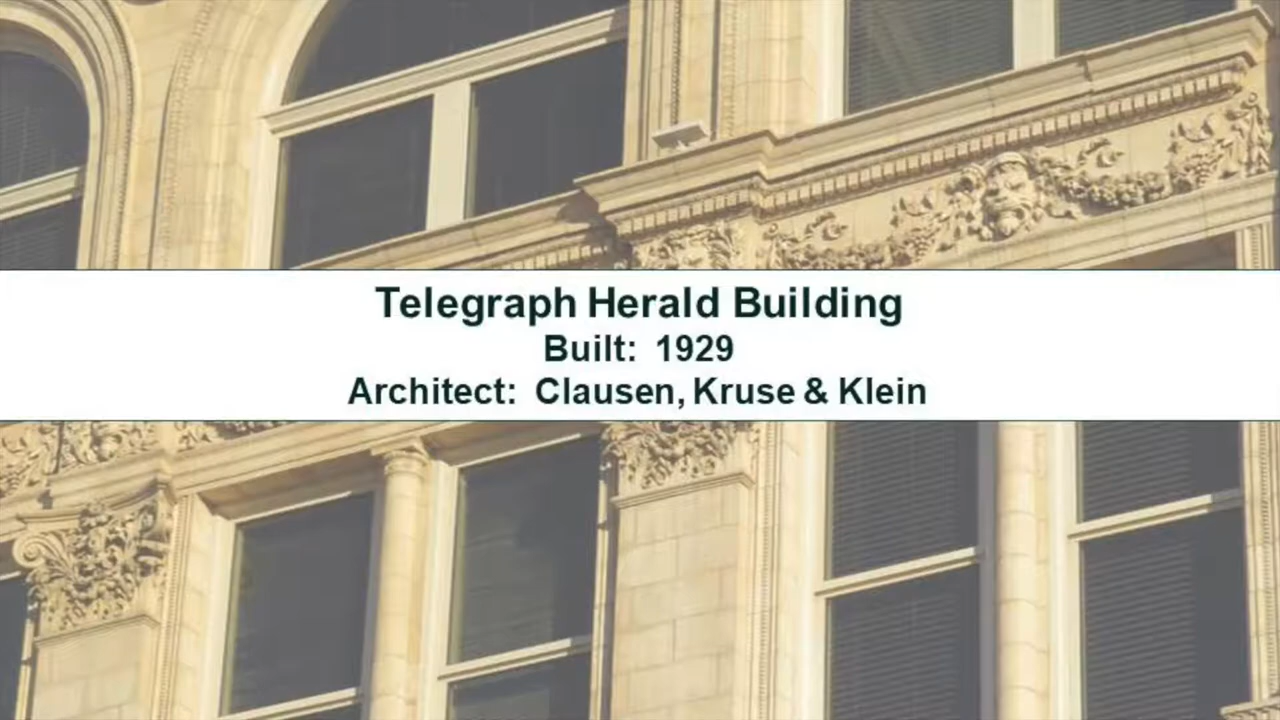 Telegraph Herald Building
Built: 1929
Architect: Clausen, Kruse & Klein